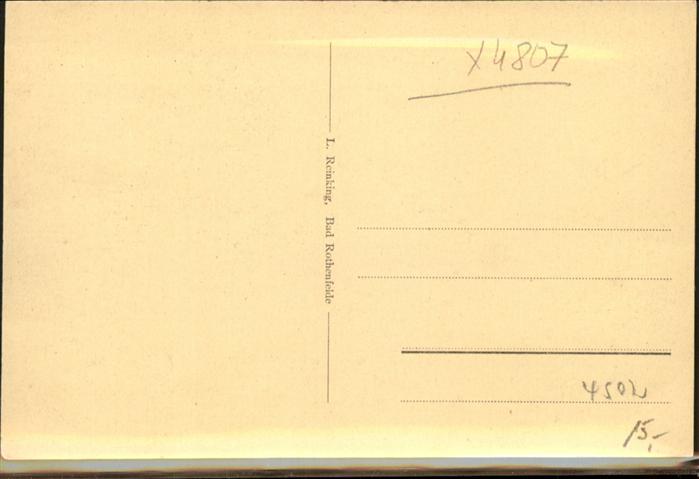 X4807
L. Reinking, Bad Rothenfelde
4502
15,-